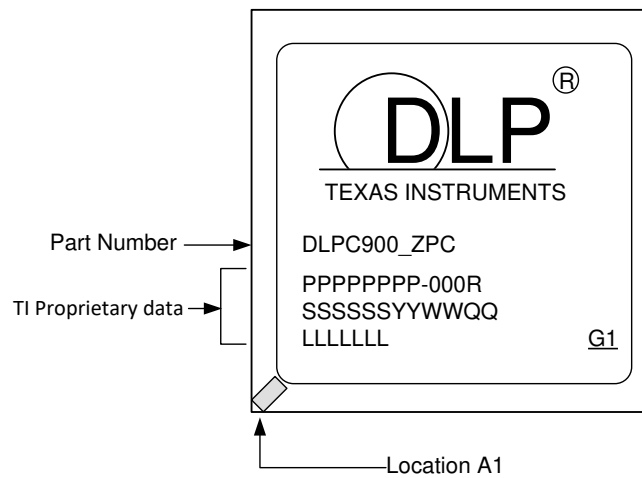 DLP®
TEXAS INSTRUMENTS
Part Number
DLPC900_ZPC
TI Proprietary data
PPPPPPPP-000R
SSSSSSYYWWQQ
LLLLLLL
G1
Location A1